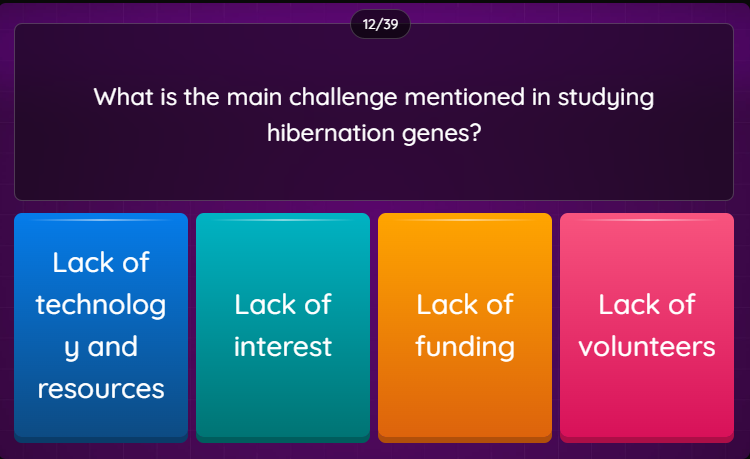 12/39
What is the main challenge mentioned in studying
hibernation genes?
Lack of
technolog
y and
resources
Lack of
interest
Lack of
funding
Lack of
volunteers